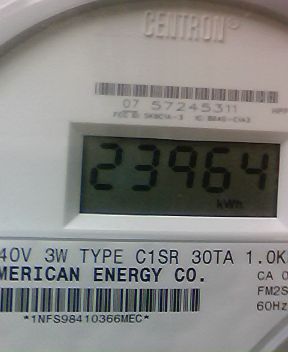 CENTRON®
07 57245311
23964
kWh
40V 3W TYPE C1SR 30TA 1.0K
MERICAN ENERGY CO.
CA 0
FM2S
60Hz
*1NFS98410366MEC*